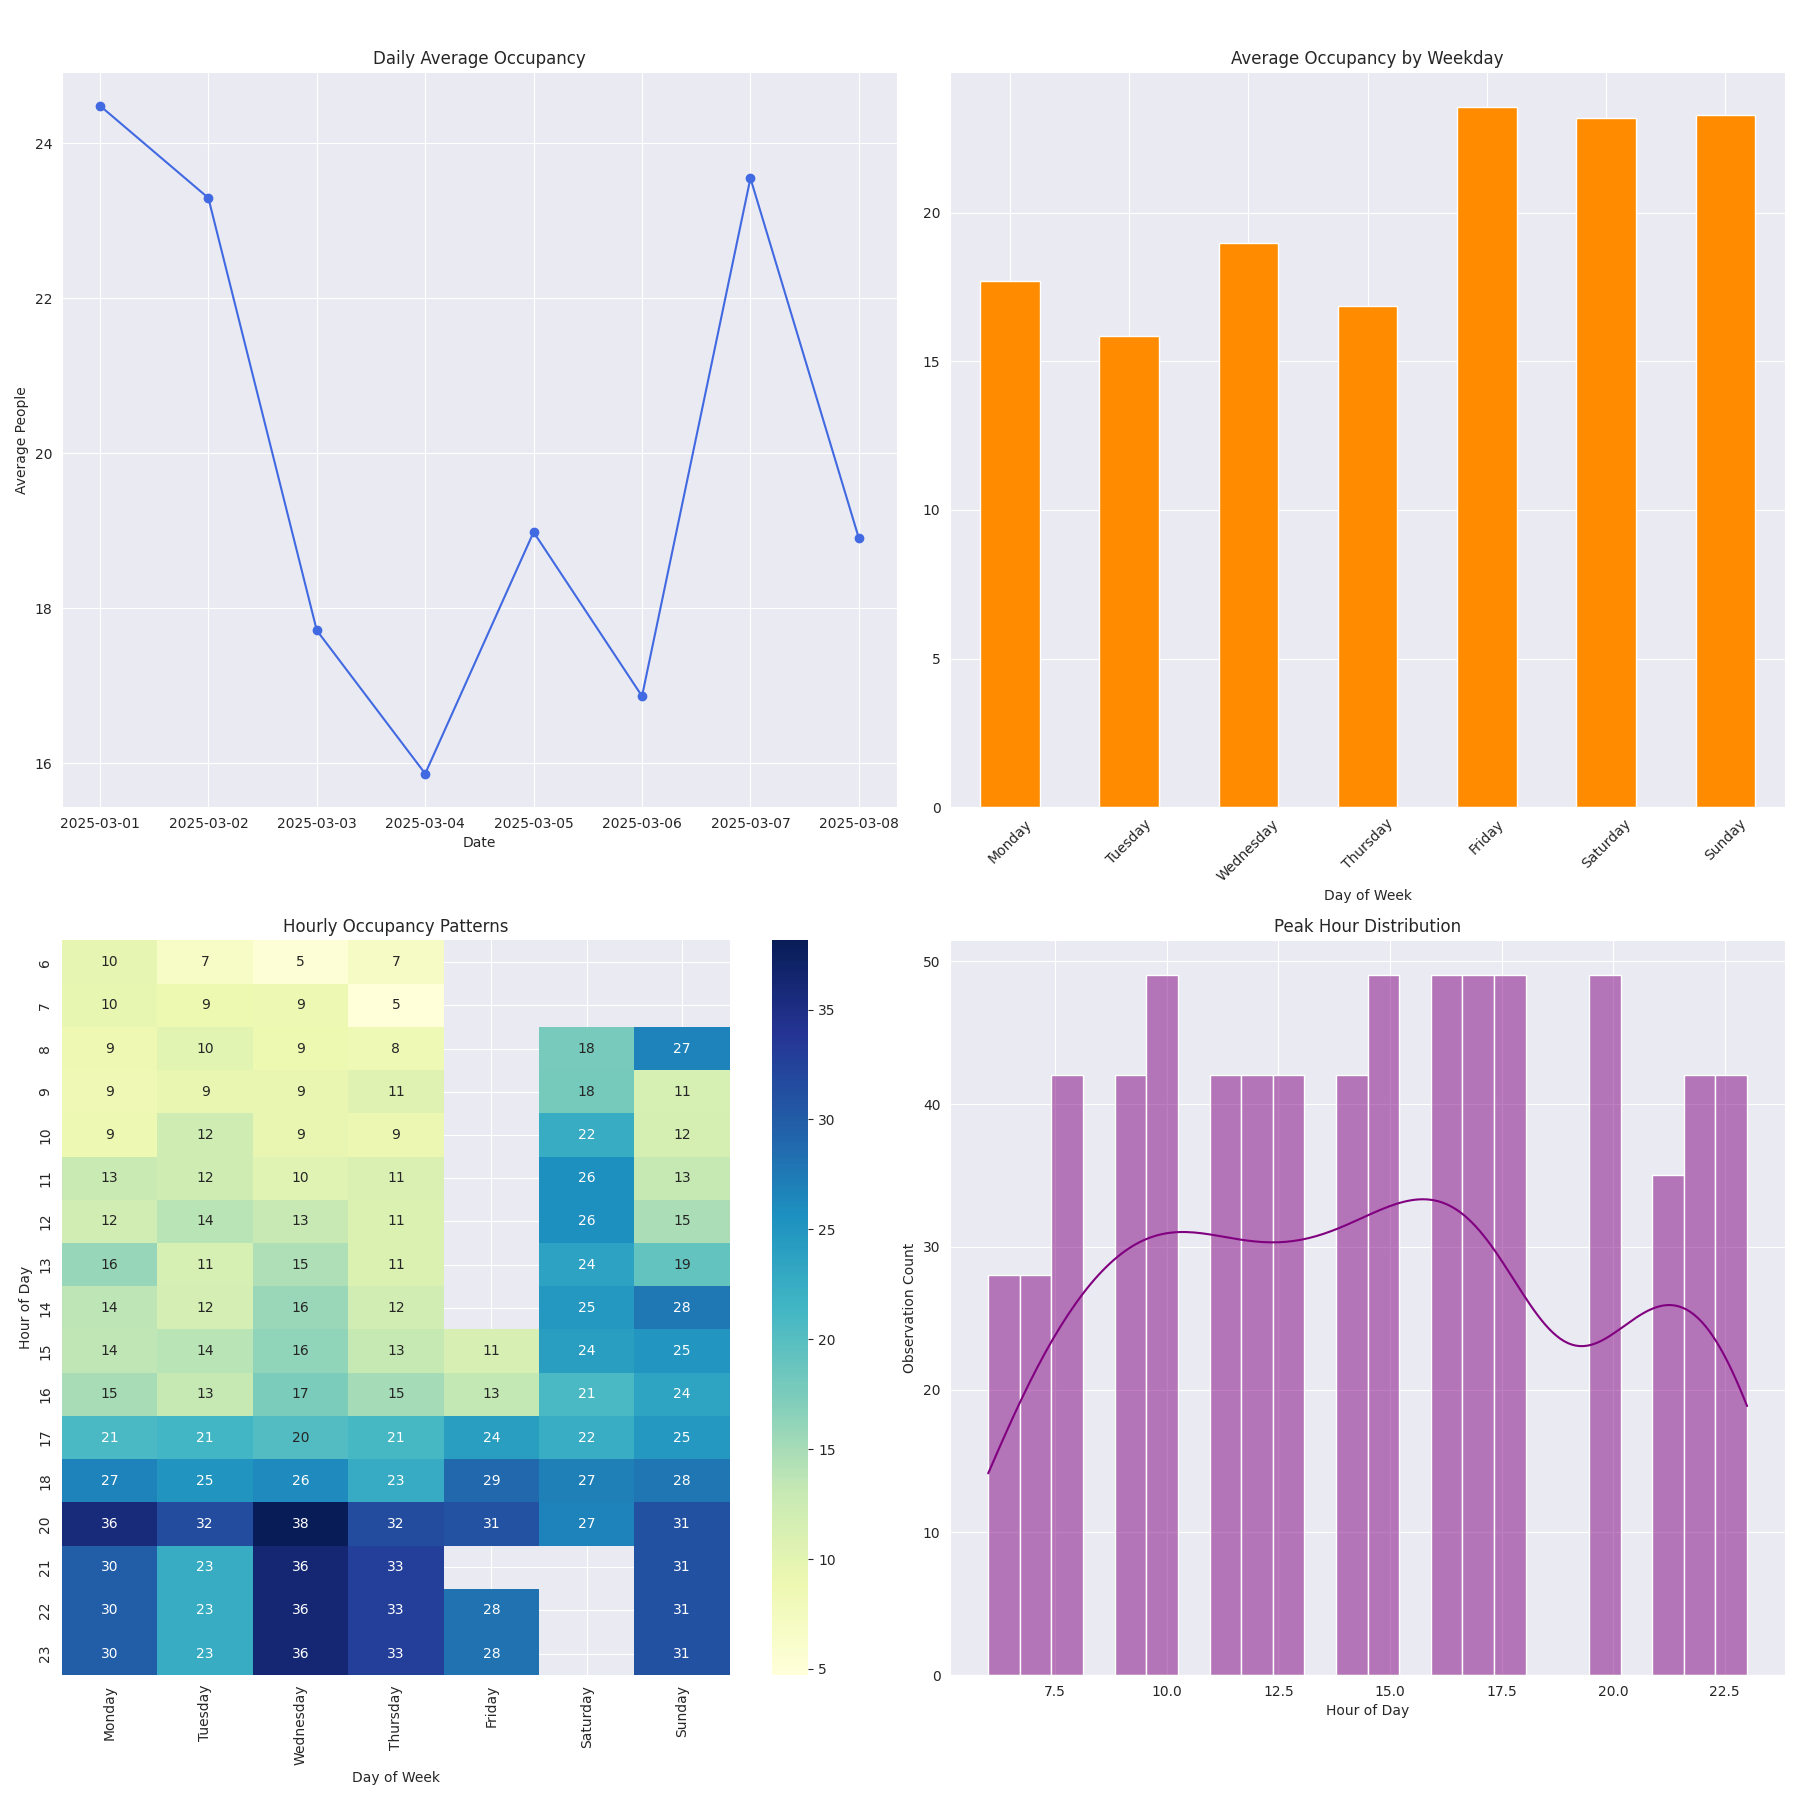 Daily Average Occupancy
24
22
20
18
16
Average People
2025-03-01 2025-03-02 2025-03-03 2025-03-04 2025-03-05 2025-03-06 2025-03-07 2025-03-08
Date
Average Occupancy by Weekday
20
15
10
5
0
Monday Tuesday Wednesday Thursday Friday Saturday Sunday
Day of Week
Hourly Occupancy Patterns
Hour of Day
6 10 7 5 7
7 10 9 9 5
8 9 10 9 8 18 27
9 9 9 9 11 18 11
10 9 12 9 9 22 12
11 13 12 10 11 26 13
12 12 14 13 11 26 15
13 16 11 15 11 24 19
14 14 12 16 12 25 28
15 14 14 16 13 11 24 25
16 15 13 17 15 13 21 24
17 21 21 20 21 24 22 25
18 27 25 26 23 29 27 28
20 36 32 38 32 31 27 31
21 30 23 36 33 31
22 30 23 36 33 28 31
23 30 23 36 33 28 31
Monday Tuesday Wednesday Thursday Friday Saturday Sunday
Day of Week
35
30
25
20
15
10
5
Peak Hour Distribution
50
40
30
20
10
0
Observation Count
7.5 10.0 12.5 15.0 17.5 20.0 22.5
Hour of Day